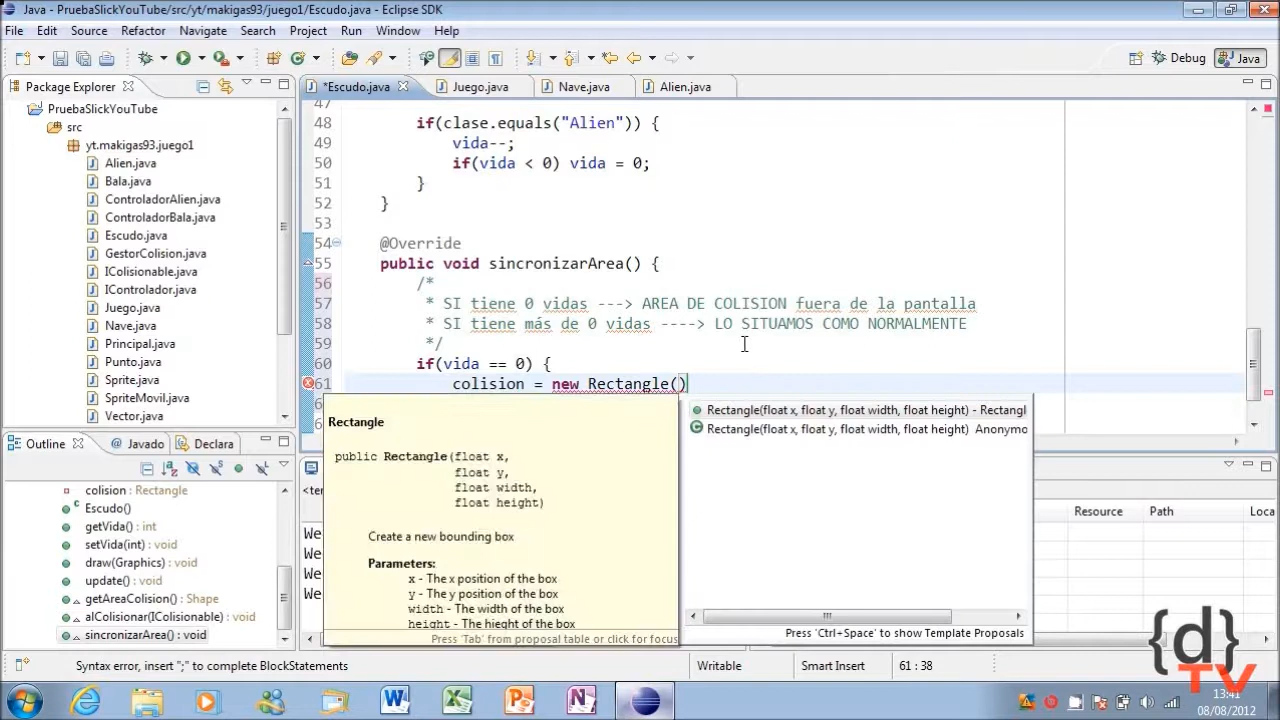 Java - PruebaSlickYouTube/src/yt/makigas93/juego1/Escudo.java - Eclipse SDK
File Edit Source Refactor Navigate Search Project Run Window Help
Debug Java
Package Explorer
*Escudo.java Juego.java Nave.java Alien.java
PruebaSlickYouTube
src
yt.makigas93.juego1
Alien.java
Bala.java
ControladorAlien.java
ControladorBala.java
Escudo.java
GestorColision.java
IColisionable.java
IControlador.java
Juego.java
Nave.java
Principal.java
Punto.java
Sprite.java
SpriteMovil.java
Vector.java
47
48 if(clase.equals("Alien")) {
49 vida--;
50 if(vida < 0) vida = 0;
51 }
52 }
53
54 @Override
55 public void sincronizarArea() {
56 /*
57 * SI tiene 0 vidas ---> AREA DE COLISION fuera de la pantalla
58 * SI tiene más de 0 vidas ----> LO SITUAMOS COMO NORMALMENTE
59 */
60 if(vida == 0) {
61 colision = new Rectangle()
Rectangle
public Rectangle(float x,
float y,
float width,
float height)
Create a new bounding box
Parameters:
x - The x position of the box
y - The y position of the box
width - The width of the box
height - The hieght of the box
Press 'Tab' from proposal table or click for focus
Rectangle(float x, float y, float width, float height) - Rectangl
Rectangle(float x, float y, float width, float height) Anonymo
Press 'Ctrl+Space' to show Template Proposals
Outline Javado Declara
colision : Rectangle
Escudo()
getVida() : int
setVida(int) : void
draw(Graphics) : void
update() : void
getAreaColision() : Shape
alColisionar(IColisionable) : void
sincronizarArea() : void
<ter
We
We
We
We
Resource Path Loca
Syntax error, insert ";" to complete BlockStatements
Writable Smart Insert 61 : 38
{d}
TV
13:41
08/08/2012